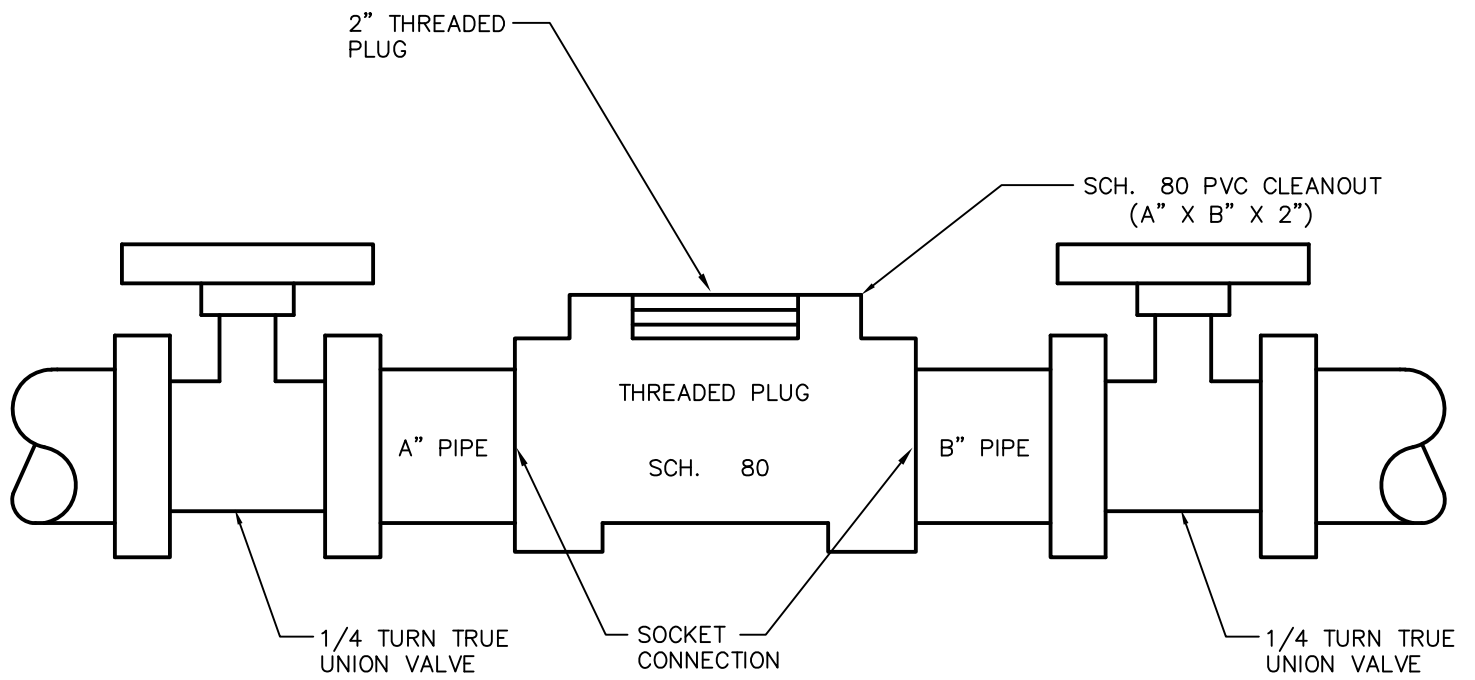 2” THREADED
PLUG
SCH. 80 PVC CLEANOUT
(A” X B” X 2”)
THREADED PLUG
A” PIPE
B” PIPE
SCH. 80
1/4 TURN TRUE
UNION VALVE
SOCKET
CONNECTION
1/4 TURN TRUE
UNION VALVE